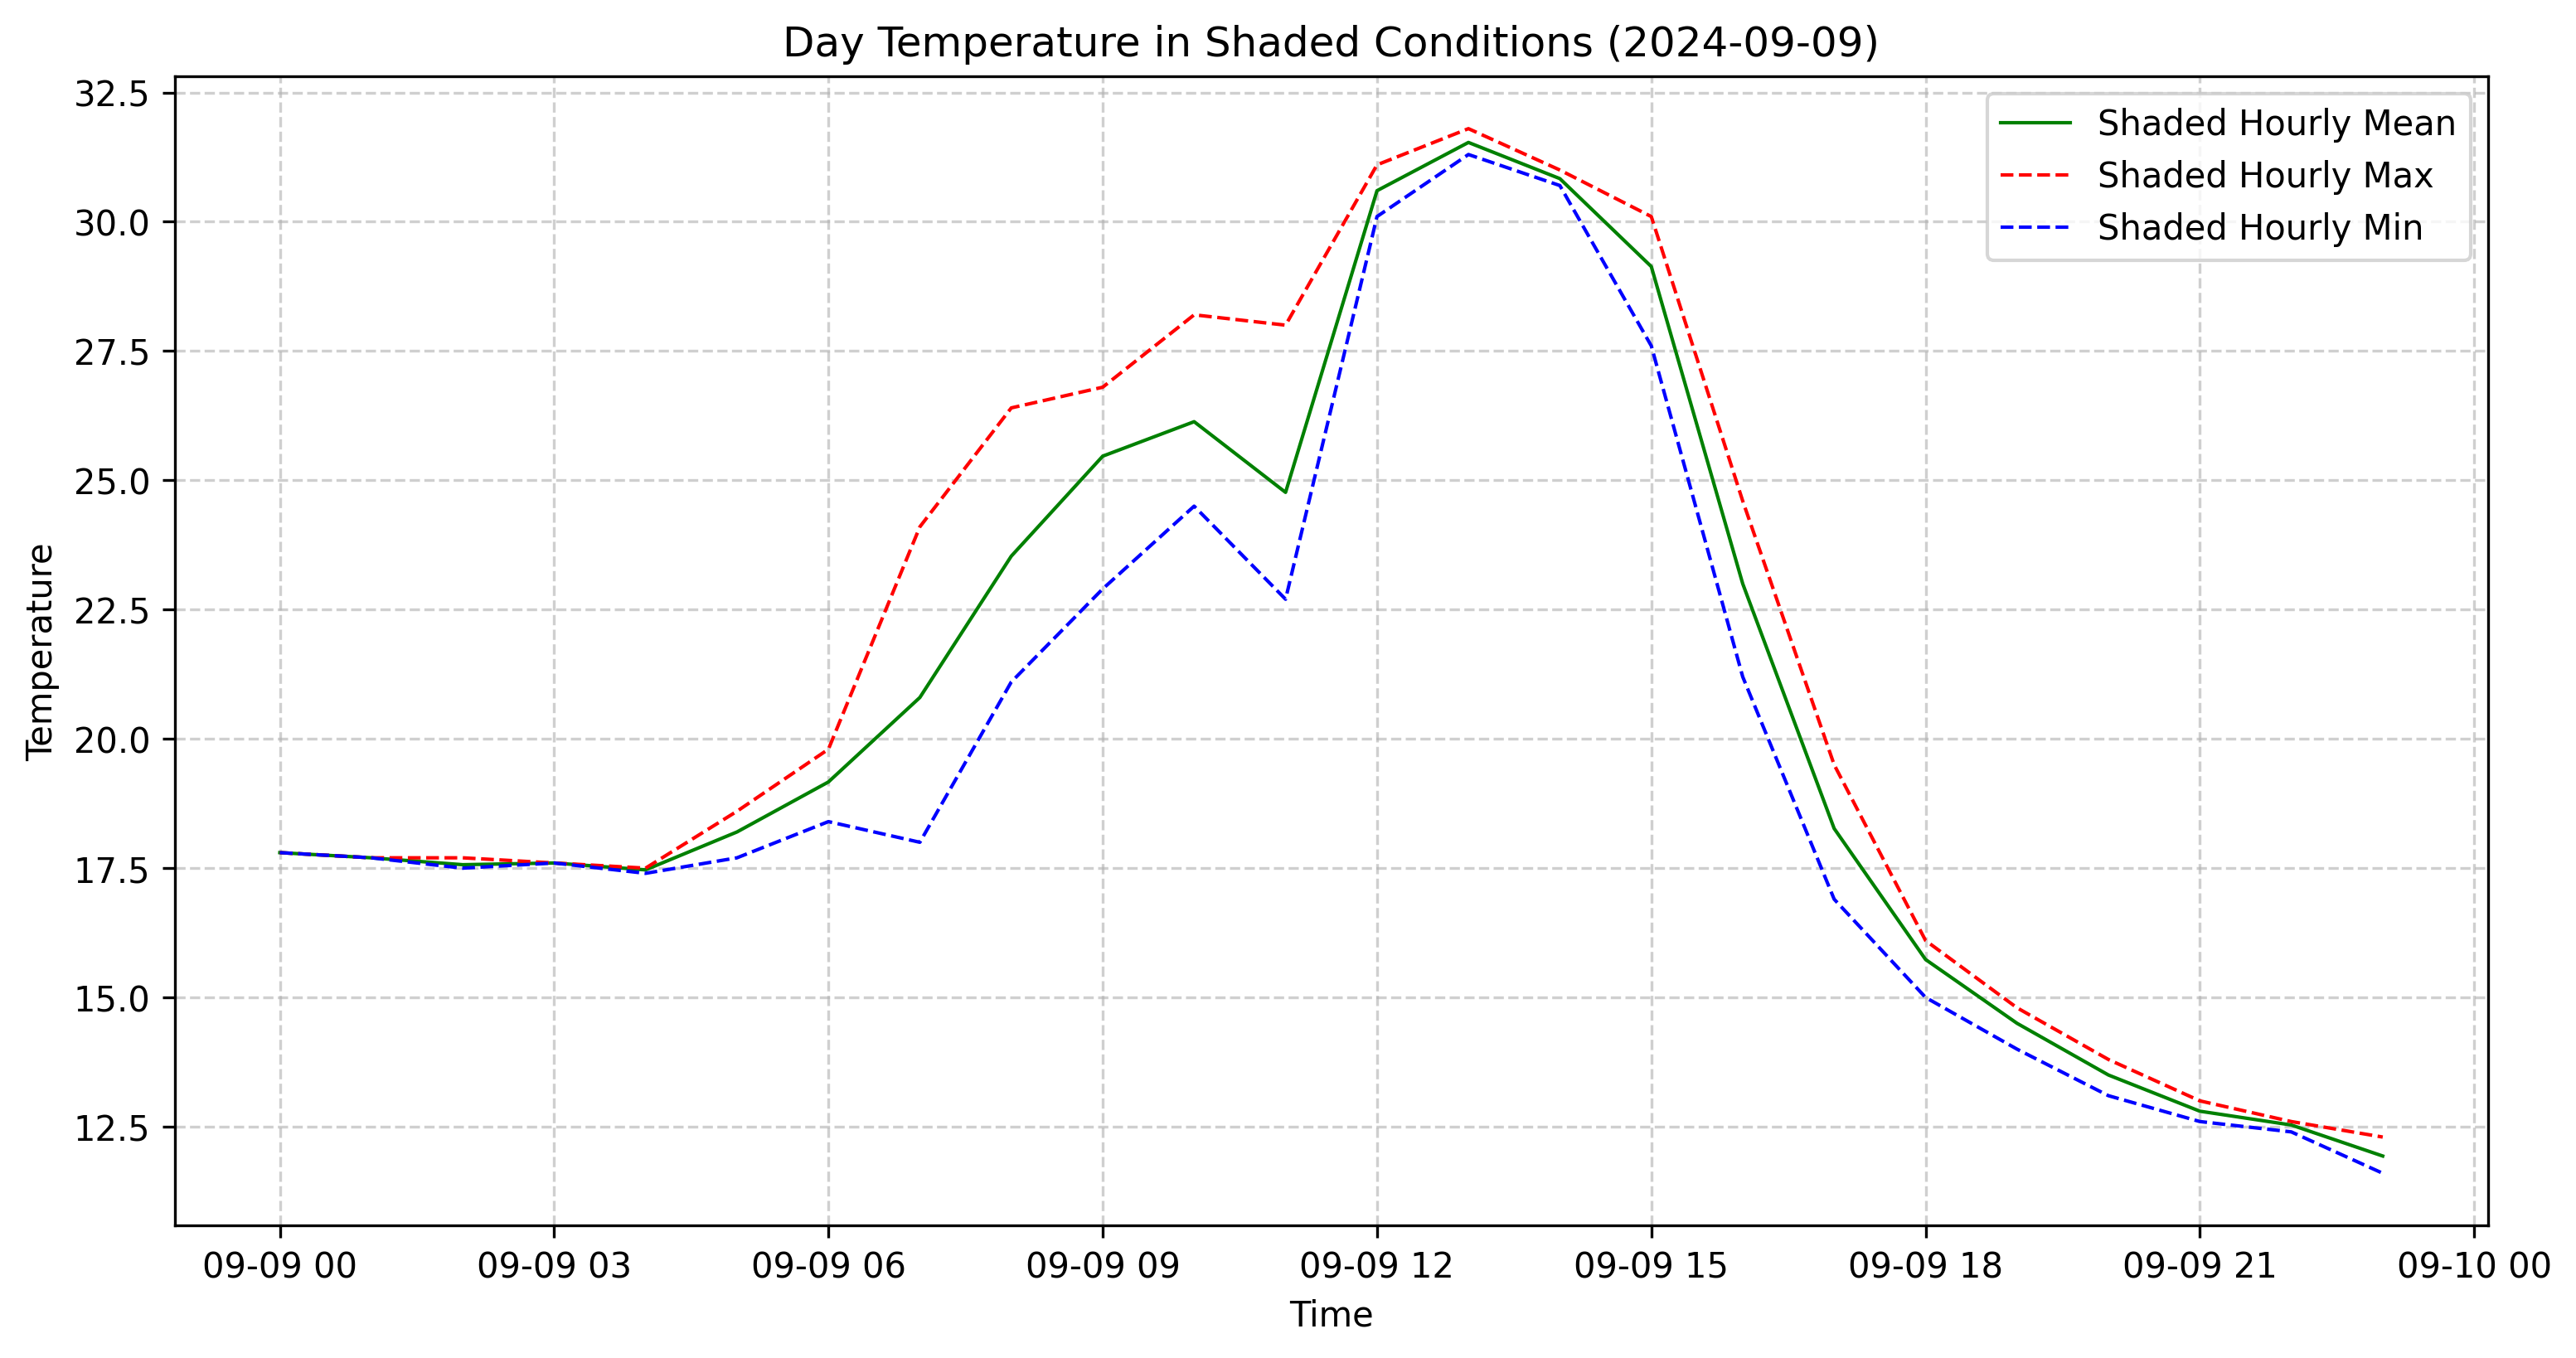 Day Temperature in Shaded Conditions (2024-09-09)
32.5
30.0
27.5
25.0
22.5
20.0
17.5
15.0
12.5
Temperature
Shaded Hourly Mean
Shaded Hourly Max
Shaded Hourly Min
09-09 00 09-09 03 09-09 06 09-09 09 09-09 12 09-09 15 09-09 18 09-09 21 09-10 00
Time